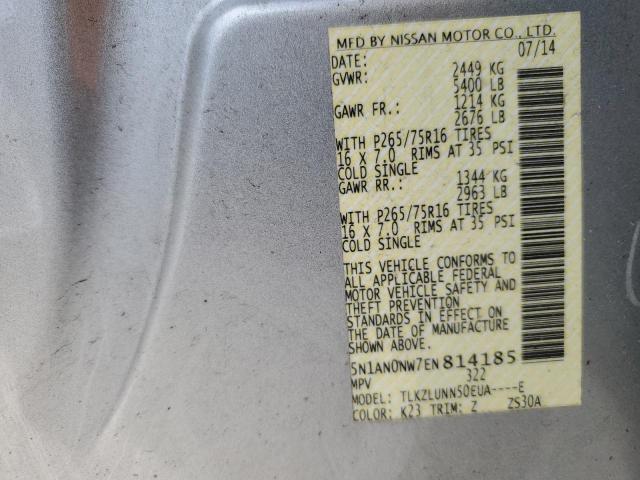 MFD BY NISSAN MOTOR CO., LTD.
DATE: 07/14
GVWR: 2449 KG
5400 LB
GAWR FR.: 1214 KG
2676 LB
WITH P265/75R16 TIRES
16 X 7.0 RIMS AT 35 PSI
COLD SINGLE
GAWR RR.: 1344 KG
2963 LB
WITH P265/75R16 TIRES
16 X 7.0 RIMS AT 35 PSI
COLD SINGLE
THIS VEHICLE CONFORMS TO
ALL APPLICABLE FEDERAL
MOTOR VEHICLE SAFETY AND
THEFT PREVENTION
STANDARDS IN EFFECT ON
THE DATE OF MANUFACTURE
SHOWN ABOVE.
5N1AN0NW7EN814185
MPV 322
MODEL: TLKZLUNN50EUA----E
COLOR: K23 TRIM: Z ZS30A